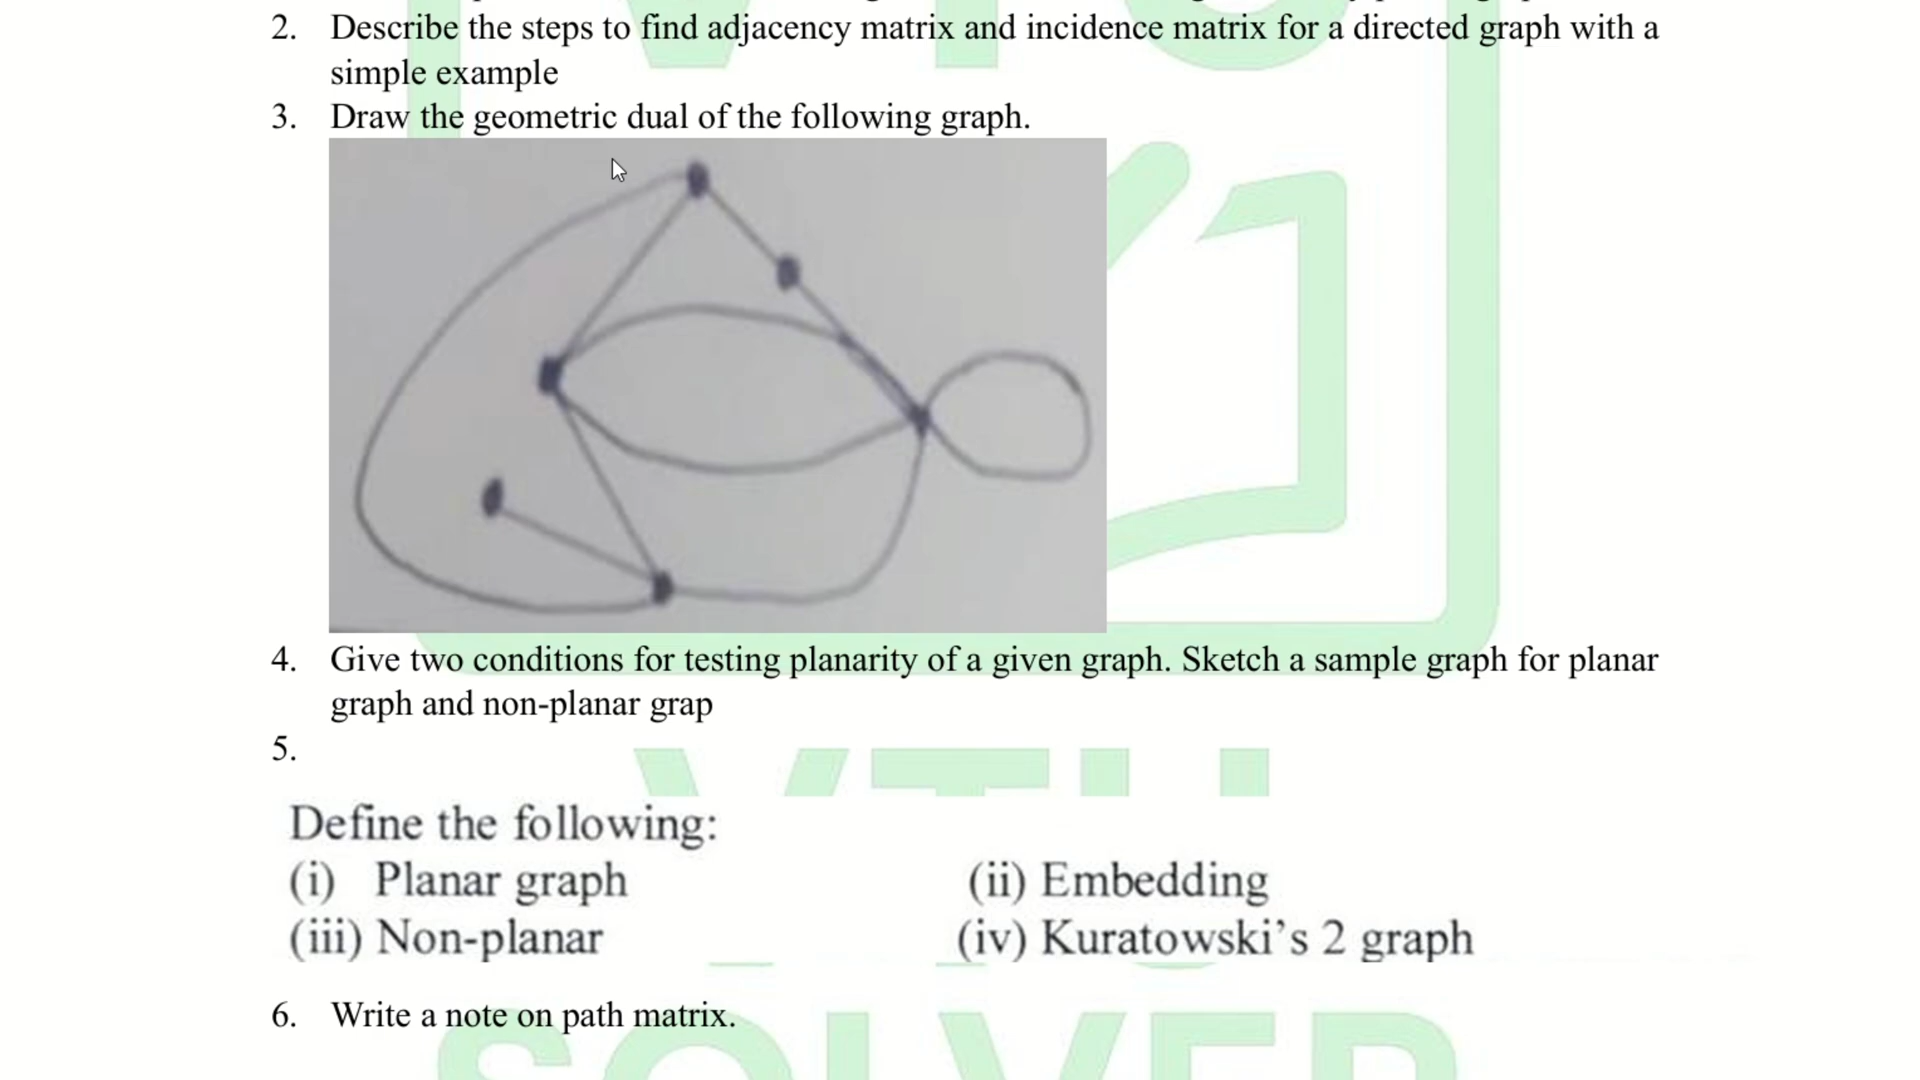 2. Describe the steps to find adjacency matrix and incidence matrix for a directed graph with a
simple example
3. Draw the geometric dual of the following graph.
4. Give two conditions for testing planarity of a given graph. Sketch a sample graph for planar
graph and non-planar grap
5.
Define the following:
(i) Planar graph (ii) Embedding
(iii) Non-planar (iv) Kuratowski's 2 graph
6. Write a note on path matrix.